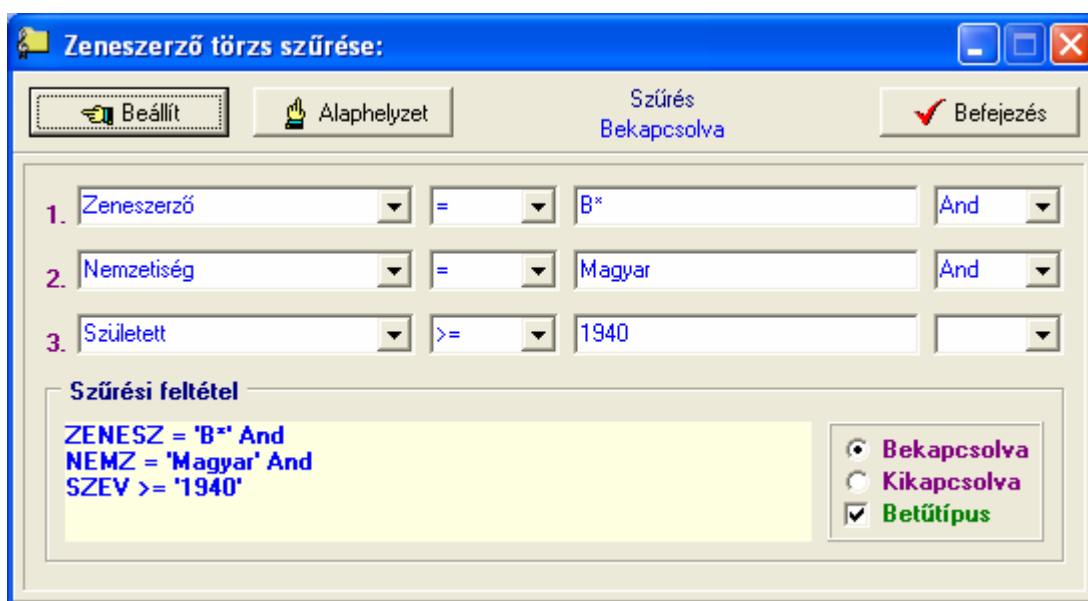 Zeneszerző törzs szűrése:
Beállít
Alaphelyzet
Szűrés
Bekapcsolva
Befejezés
1. Zeneszerző = B* And
2. Nemzetiség = Magyar And
3. Született >= 1940
Szűrési feltétel
ZENESZ = 'B*' And
NEMZ = 'Magyar' And
SZEV >= '1940'
Bekapcsolva
Kikapcsolva
Betűtípus